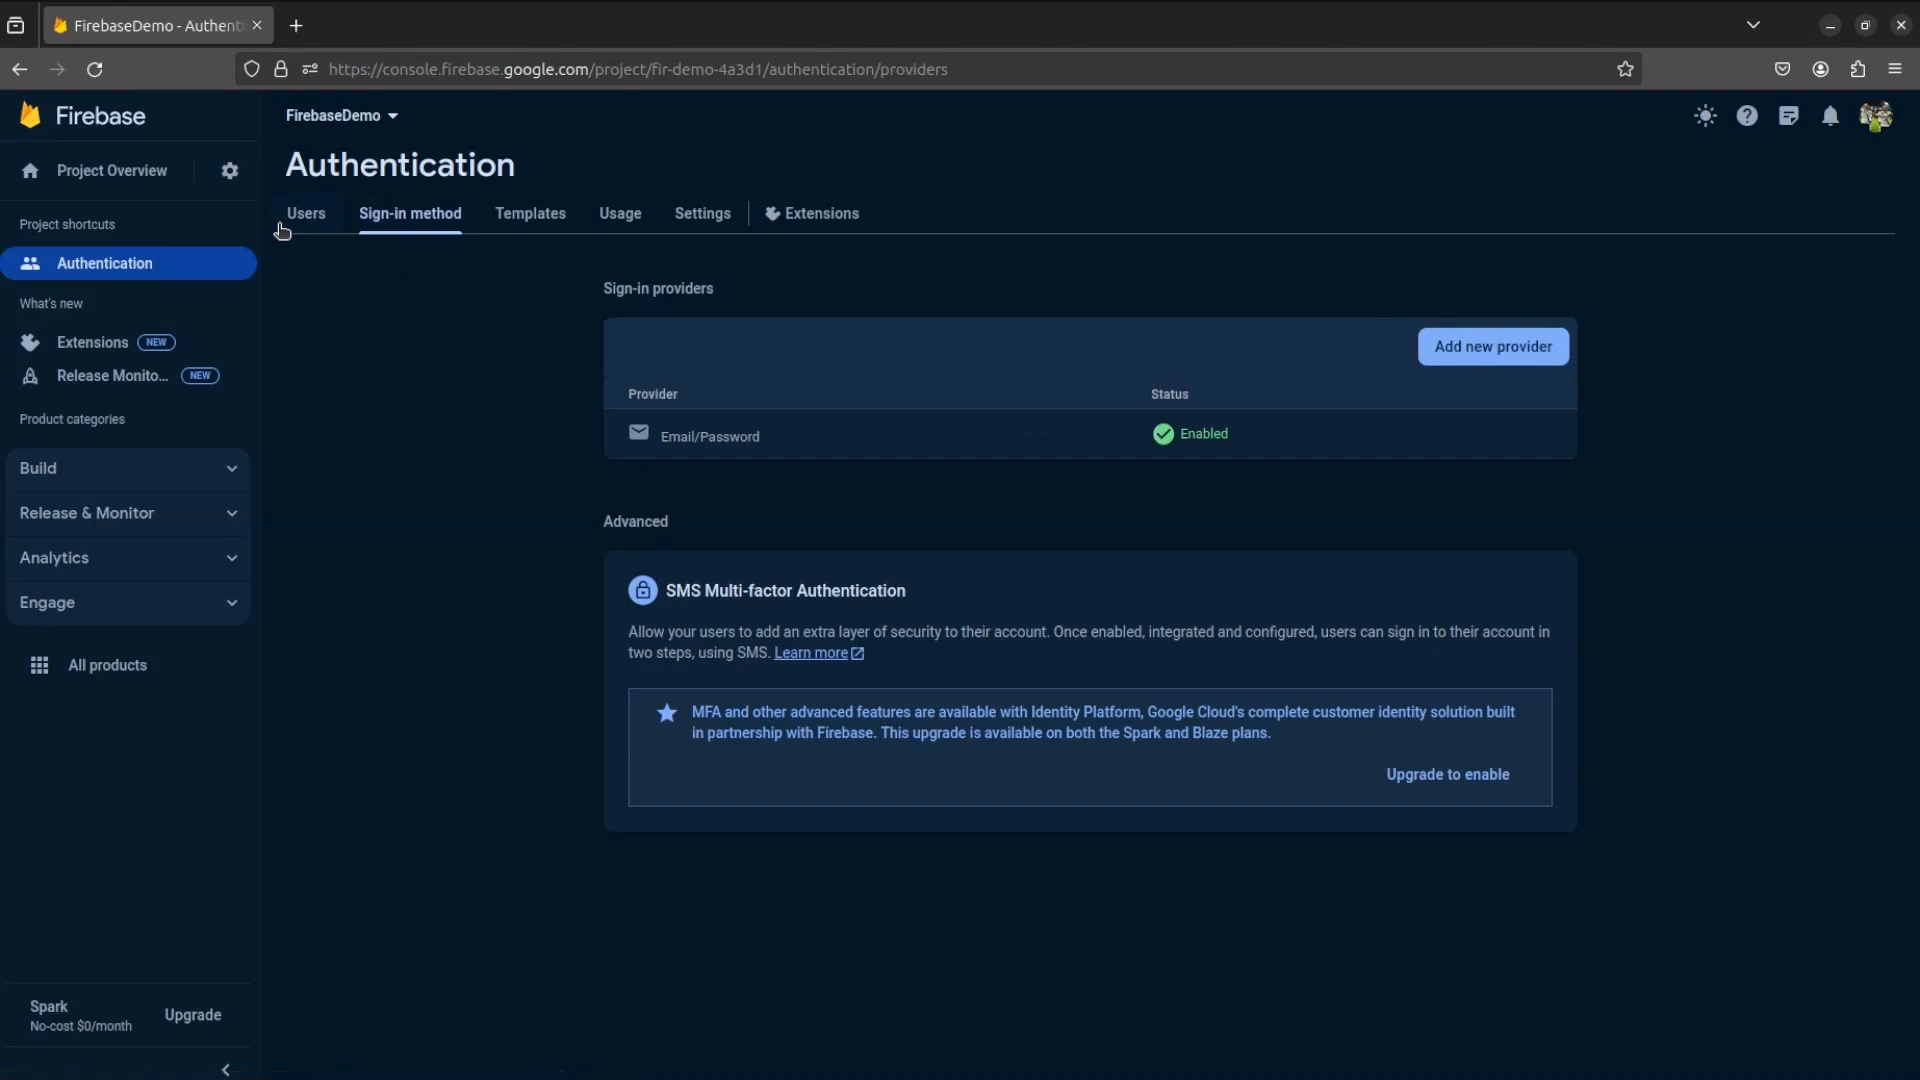 FirebaseDemo - Authent
https://console.firebase.google.com/project/fir-demo-4a3d1/authentication/providers
Firebase
FirebaseDemo
Project Overview
Authentication
Users Sign-in method Templates Usage Settings Extensions
Project shortcuts
Authentication
What's new
Extensions NEW
Release Monito... NEW
Product categories
Build
Release & Monitor
Analytics
Engage
All products
Spark
No-cost $0/month
Upgrade
Sign-in providers
Add new provider
Provider Status
Email/Password Enabled
Advanced
SMS Multi-factor Authentication
Allow your users to add an extra layer of security to their account. Once enabled, integrated and configured, users can sign in to their account in
two steps, using SMS. Learn more
MFA and other advanced features are available with Identity Platform, Google Cloud's complete customer identity solution built
in partnership with Firebase. This upgrade is available on both the Spark and Blaze plans.
Upgrade to enable